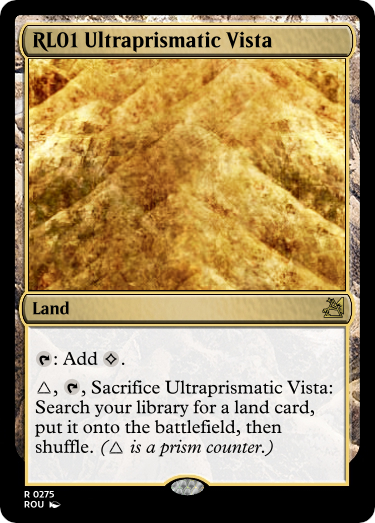 RL01 Ultraprismatic Vista
Land
: Add .
△, , Sacrifice Ultraprismatic Vista:
Search your library for a land card,
put it onto the battlefield, then
shuffle. (△ is a prism counter.)
R 0275
ROU